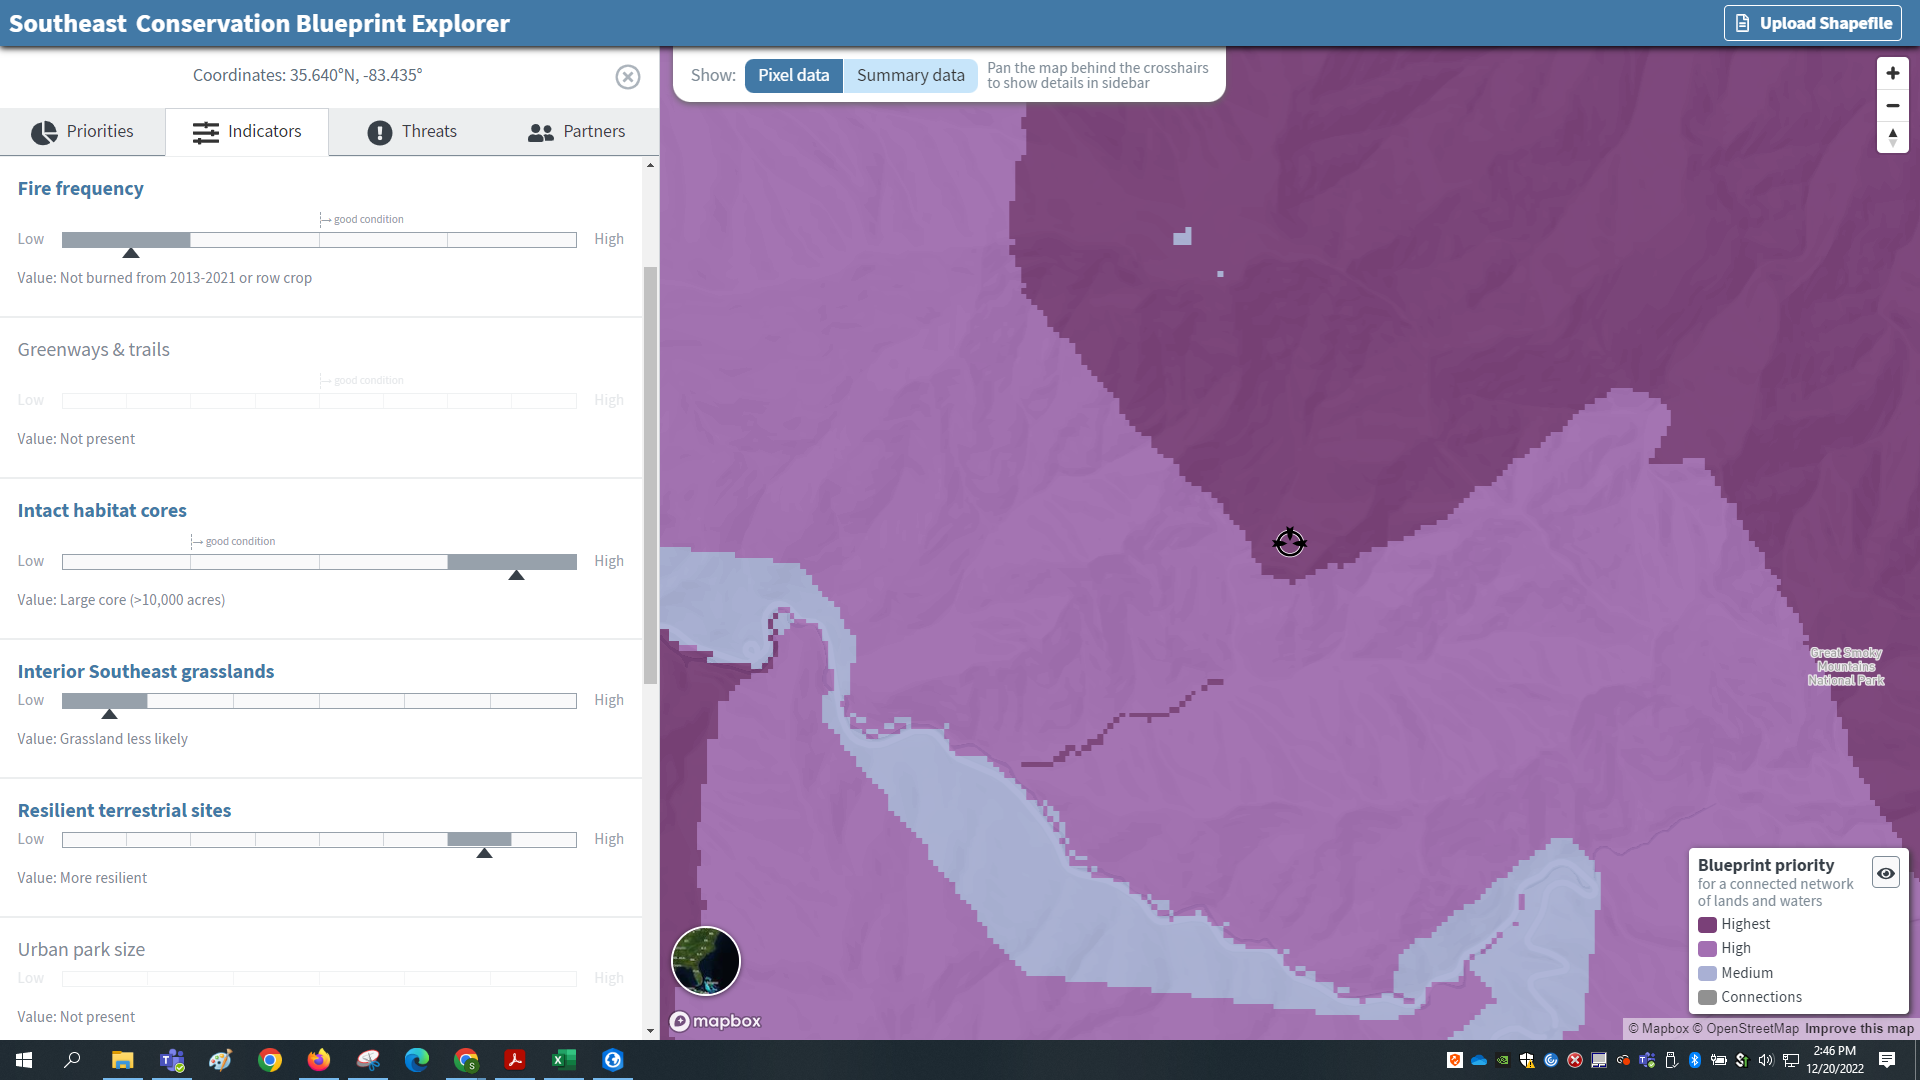 Southeast Conservation Blueprint Explorer
Upload Shapefile
Coordinates: 35.640°N, -83.435°
Priorities
Indicators
Threats
Partners
Fire frequency
good condition
Low
High
Value: Not burned from 2013-2021 or row crop
Greenways & trails
good condition
Low
High
Value: Not present
Intact habitat cores
good condition
Low
High
Value: Large core (>10,000 acres)
Interior Southeast grasslands
Low
High
Value: Grassland less likely
Resilient terrestrial sites
Low
High
Value: More resilient
Urban park size
Low
High
Value: Not present
Show:
Pixel data
Summary data
Pan the map behind the crosshairs
to show details in sidebar
Great Smoky
Mountains
National Park
Blueprint priority
for a connected network
of lands and waters
Highest
High
Medium
Connections
mapbox
© Mapbox © OpenStreetMap Improve this map
2:46 PM
12/20/2022